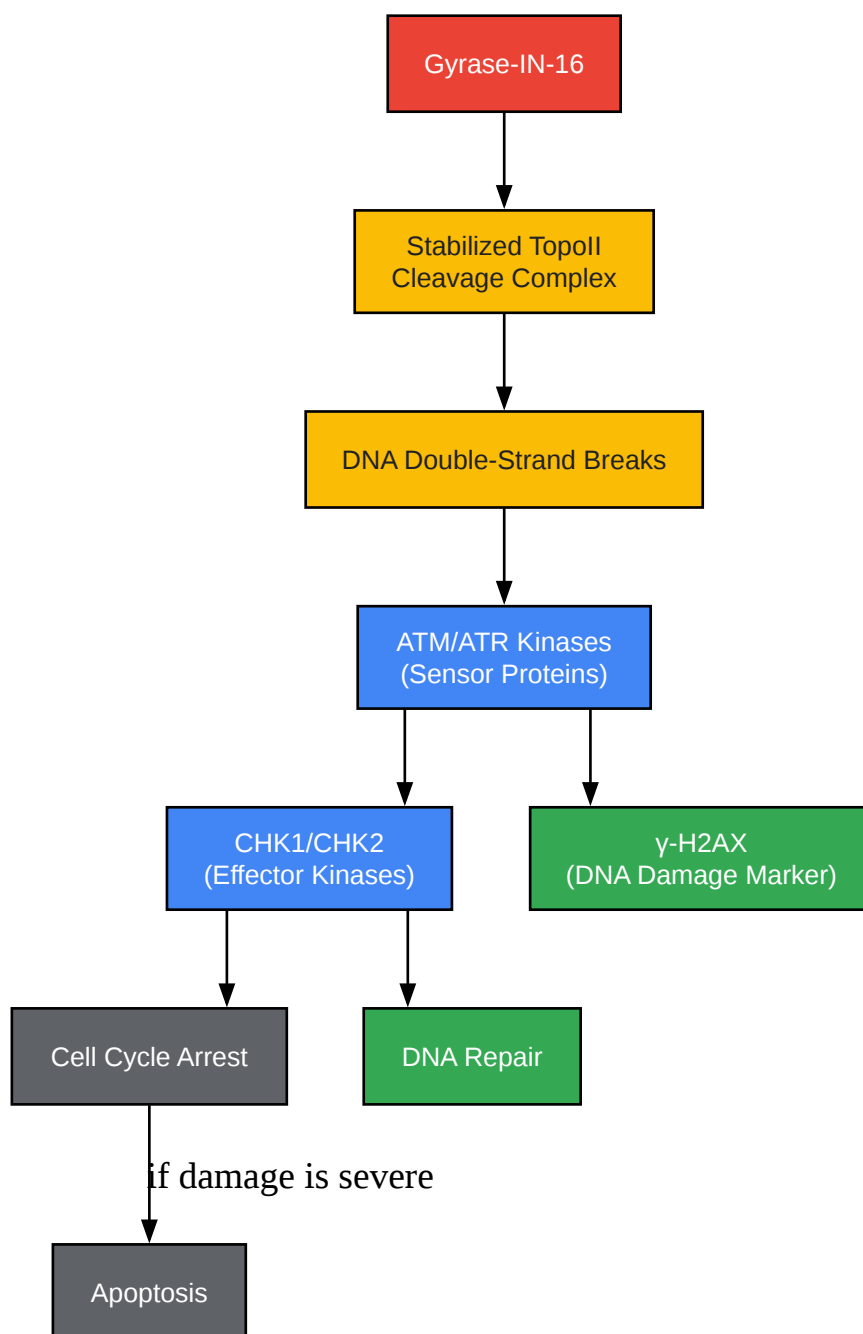 Gyrase-IN-16
Stabilized TopoII
Cleavage Complex
DNA Double-Strand Breaks
ATM/ATR Kinases
(Sensor Proteins)
CHK1/CHK2
(Effector Kinases)
γ-H2AX
(DNA Damage Marker)
Cell Cycle Arrest
DNA Repair
if damage is severe
Apoptosis